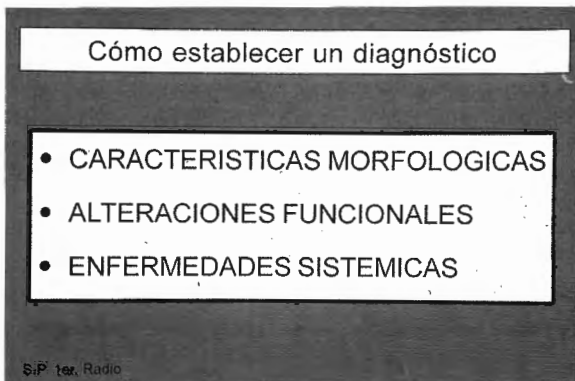 Cómo establecer un diagnóstico
• CARACTERISTICAS MORFOLOGICAS
• ALTERACIONES FUNCIONALES
• ENFERMEDADES SISTEMICAS
Radio